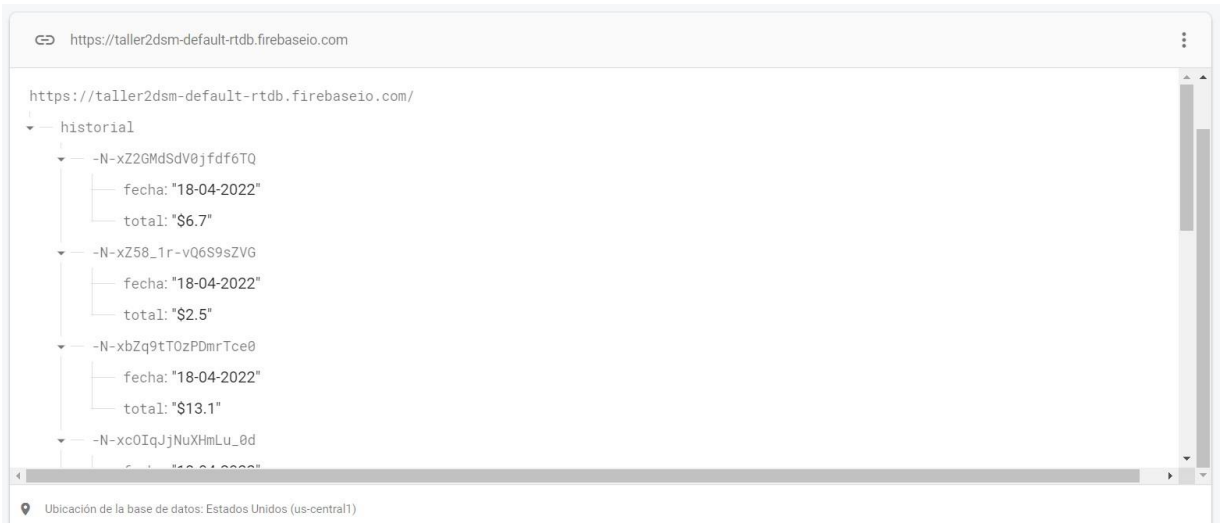 https://taller2dsm-default-rtdb.firebaseio.com
https://taller2dsm-default-rtdb.firebaseio.com/
historial
-N-xZ2GMdSdV0jfdf6TQ
fecha: "18-04-2022"
total: "$6.7"
-N-xZ58_1r-vQ6S9sZVG
fecha: "18-04-2022"
total: "$2.5"
-N-xbZq9tTOzPDmrTce0
fecha: "18-04-2022"
total: "$13.1"
-N-xcOIqJjNuXHmLu_0d
Ubicación de la base de datos: Estados Unidos (us-central1)